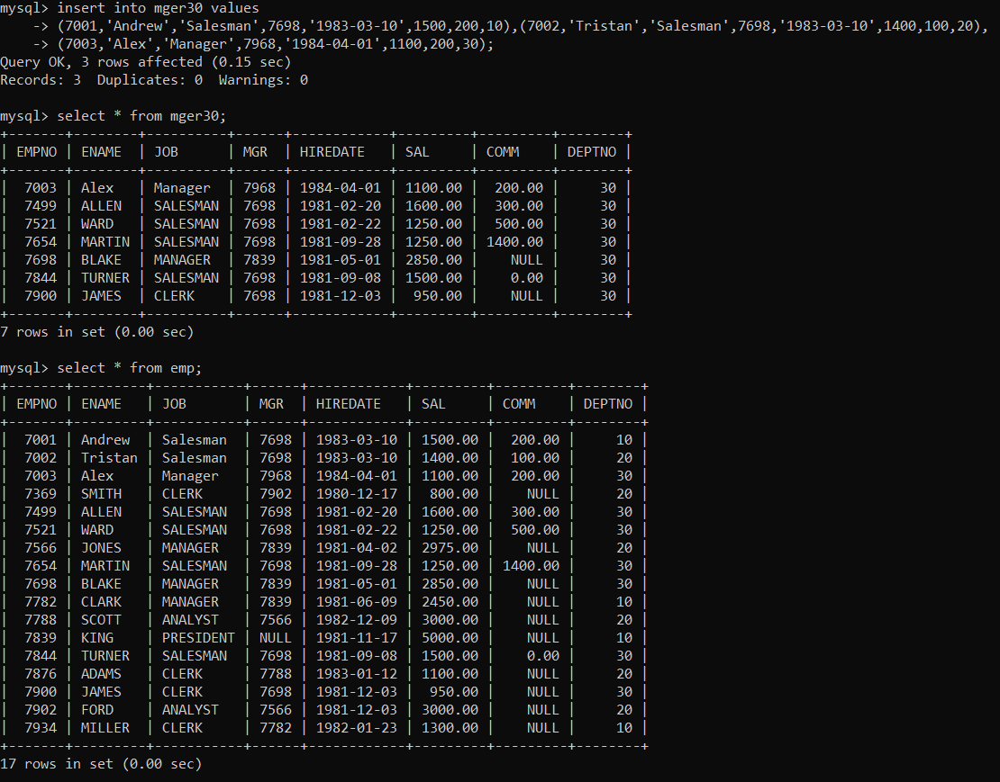 mysql> insert into mger30 values
    -> (7001,'Andrew','Salesman',7698,'1983-03-10',1500,200,10),(7002,'Tristan','Salesman',7698,'1983-03-10',1400,100,20),
    -> (7003,'Alex','Manager',7968,'1984-04-01',1100,200,30);
Query OK, 3 rows affected (0.15 sec)
Records: 3  Duplicates: 0  Warnings: 0

mysql> select * from mger30;
+-------+--------+----------+------+------------+---------+---------+--------+
| EMPNO | ENAME  | JOB      | MGR  | HIREDATE   | SAL     | COMM    | DEPTNO |
+-------+--------+----------+------+------------+---------+---------+--------+
|  7003 | Alex   | Manager  | 7968 | 1984-04-01 | 1100.00 |  200.00 |     30 |
|  7499 | ALLEN  | SALESMAN | 7698 | 1981-02-20 | 1600.00 |  300.00 |     30 |
|  7521 | WARD   | SALESMAN | 7698 | 1981-02-22 | 1250.00 |  500.00 |     30 |
|  7654 | MARTIN | SALESMAN | 7698 | 1981-09-28 | 1250.00 | 1400.00 |     30 |
|  7698 | BLAKE  | MANAGER  | 7839 | 1981-05-01 | 2850.00 |    NULL |     30 |
|  7844 | TURNER | SALESMAN | 7698 | 1981-09-08 | 1500.00 |    0.00 |     30 |
|  7900 | JAMES  | CLERK    | 7698 | 1981-12-03 |  950.00 |    NULL |     30 |
+-------+--------+----------+------+------------+---------+---------+--------+
7 rows in set (0.00 sec)

mysql> select * from emp;
+-------+---------+-----------+------+------------+---------+---------+--------+
| EMPNO | ENAME   | JOB       | MGR  | HIREDATE   | SAL     | COMM    | DEPTNO |
+-------+---------+-----------+------+------------+---------+---------+--------+
|  7001 | Andrew  | Salesman  | 7698 | 1983-03-10 | 1500.00 |  200.00 |     10 |
|  7002 | Tristan | Salesman  | 7698 | 1983-03-10 | 1400.00 |  100.00 |     20 |
|  7003 | Alex    | Manager   | 7968 | 1984-04-01 | 1100.00 |  200.00 |     30 |
|  7369 | SMITH   | CLERK     | 7902 | 1980-12-17 |  800.00 |    NULL |     20 |
|  7499 | ALLEN   | SALESMAN  | 7698 | 1981-02-20 | 1600.00 |  300.00 |     30 |
|  7521 | WARD    | SALESMAN  | 7698 | 1981-02-22 | 1250.00 |  500.00 |     30 |
|  7566 | JONES   | MANAGER   | 7839 | 1981-04-02 | 2975.00 |    NULL |     20 |
|  7654 | MARTIN  | SALESMAN  | 7698 | 1981-09-28 | 1250.00 | 1400.00 |     30 |
|  7698 | BLAKE   | MANAGER   | 7839 | 1981-05-01 | 2850.00 |    NULL |     30 |
|  7782 | CLARK   | MANAGER   | 7839 | 1981-06-09 | 2450.00 |    NULL |     10 |
|  7788 | SCOTT   | ANALYST   | 7566 | 1982-12-09 | 3000.00 |    NULL |     20 |
|  7839 | KING    | PRESIDENT | NULL | 1981-11-17 | 5000.00 |    NULL |     10 |
|  7844 | TURNER  | SALESMAN  | 7698 | 1981-09-08 | 1500.00 |    0.00 |     30 |
|  7876 | ADAMS   | CLERK     | 7788 | 1983-01-12 | 1100.00 |    NULL |     20 |
|  7900 | JAMES   | CLERK     | 7698 | 1981-12-03 |  950.00 |    NULL |     30 |
|  7902 | FORD    | ANALYST   | 7566 | 1981-12-03 | 3000.00 |    NULL |     20 |
|  7934 | MILLER  | CLERK     | 7782 | 1982-01-23 | 1300.00 |    NULL |     10 |
+-------+---------+-----------+------+------------+---------+---------+--------+
17 rows in set (0.00 sec)